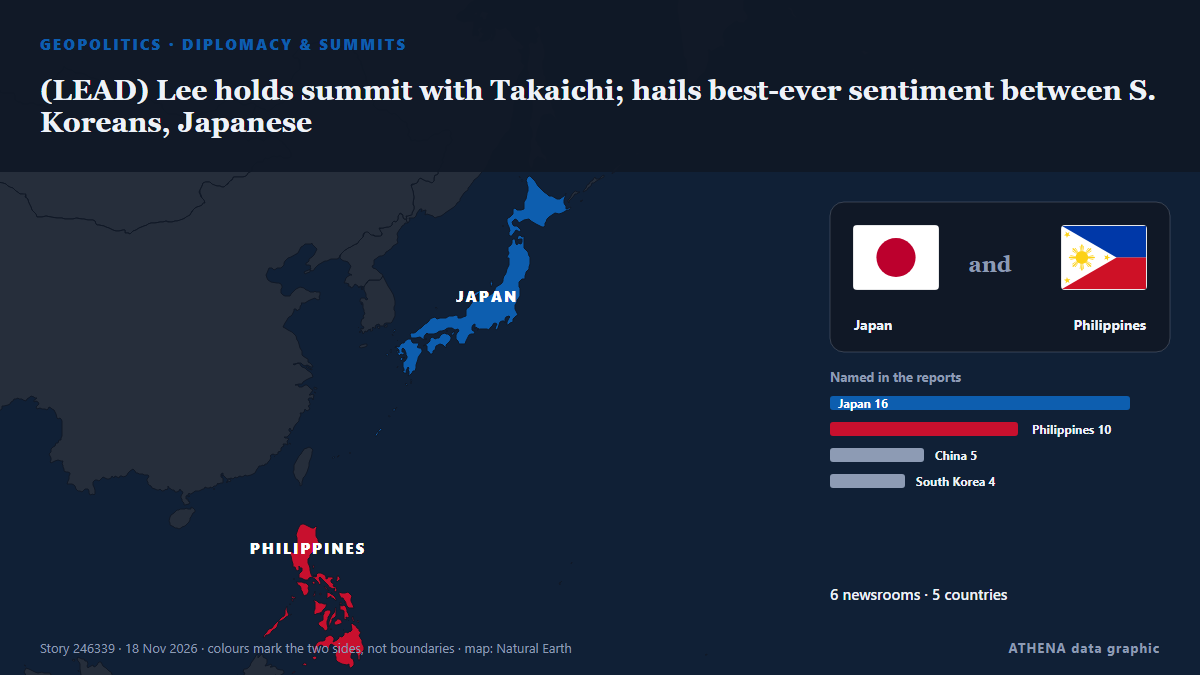 GEOPOLITICS · DIPLOMACY & SUMMITS
(LEAD) Lee holds summit with Takaichi; hails best-ever sentiment between S.
Koreans, Japanese
JAPAN
PHILIPPINES
and
Japan
Philippines
Named in the reports
Japan 16
Philippines 10
China 5
South Korea 4
6 newsrooms · 5 countries
Story 246339 · 18 Nov 2026 · colours mark the two sides, not boundaries · map: Natural Earth
ATHENA data graphic